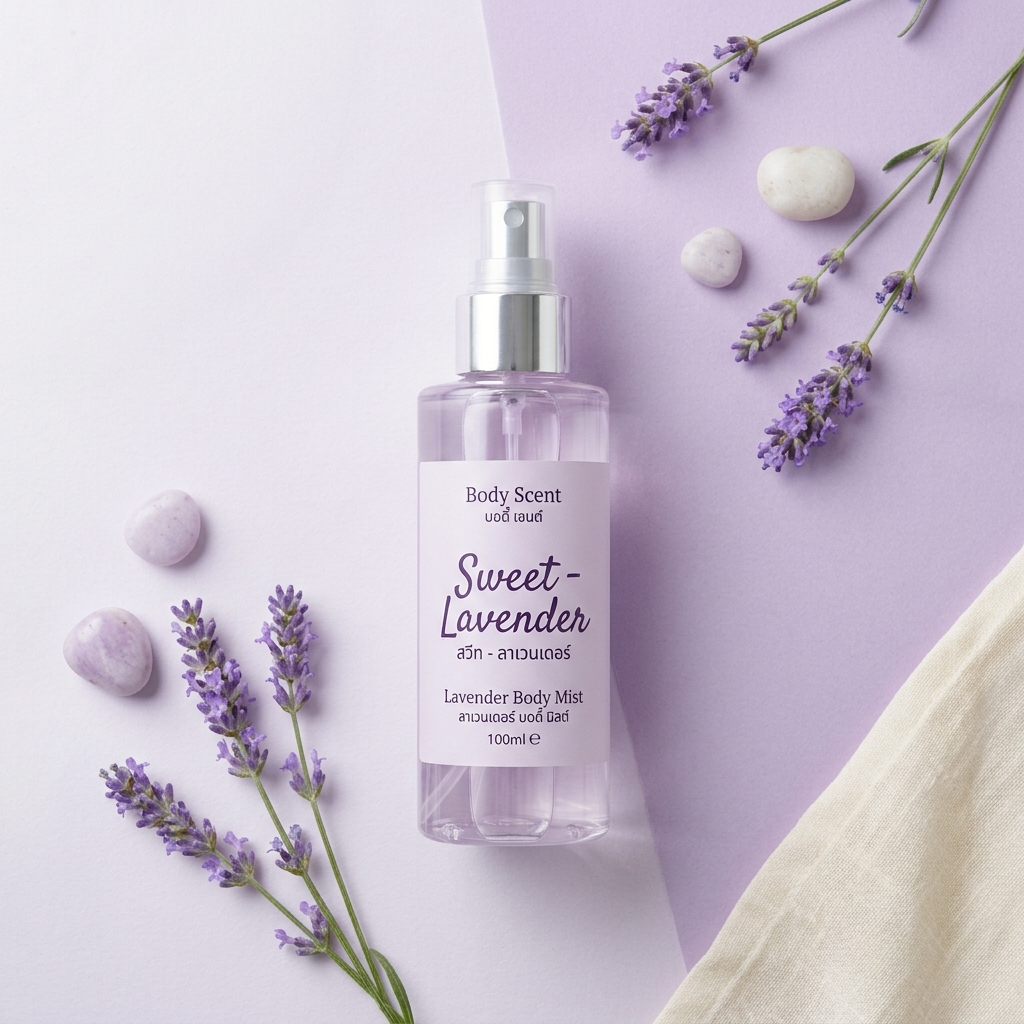 Body Scent
บอดี้ เซนต์
Sweet -
Lavender
สวีท - ลาเวนเดอร์
Lavender Body Mist
ลาเวนเดอร์ บอดี้ มิสต์
100ml ℮